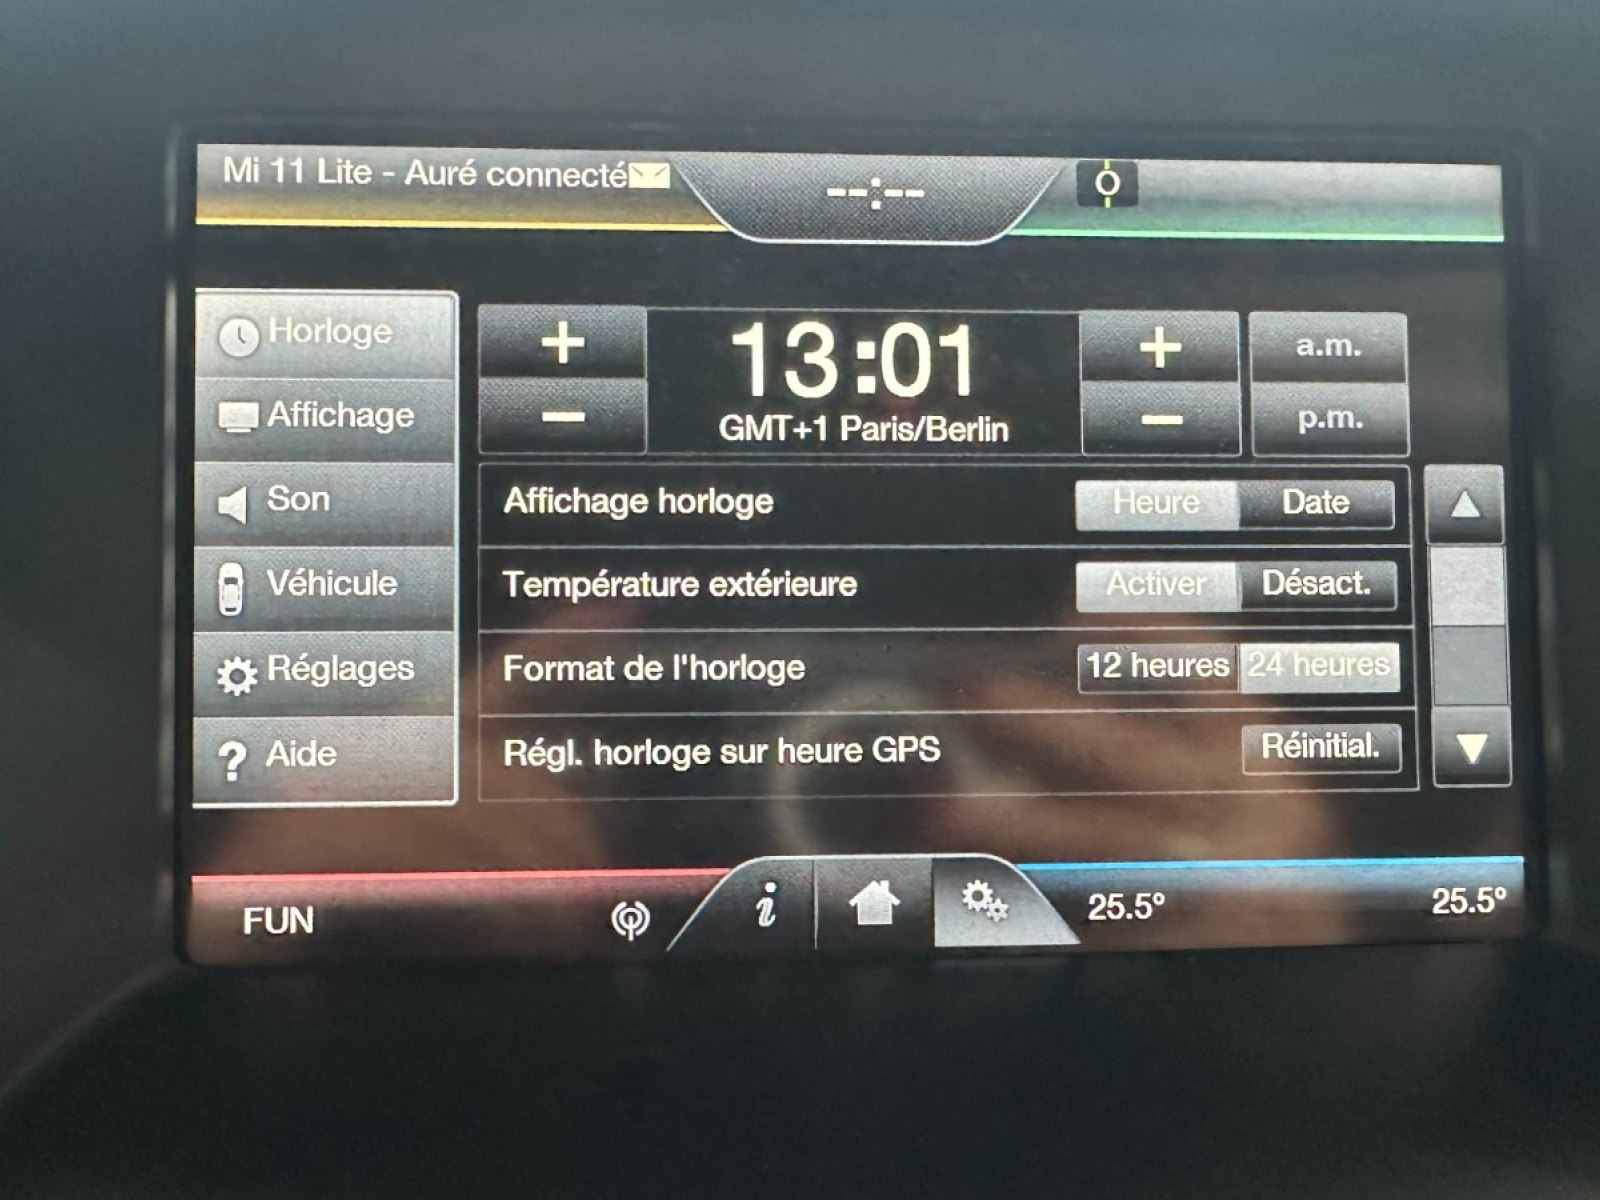 Mi 11 Lite - Auré connecté
--:--
Horloge
Affichage
Son
Véhicule
Réglages
Aide
+
13:01
+
a.m.
-
GMT+1 Paris/Berlin
-
p.m.
Affichage horloge
Heure
Date
Température extérieure
Activer
Désact.
Format de l'horloge
12 heures
24 heures
Régl. horloge sur heure GPS
Réinitial.
FUN
25.5°
25.5°